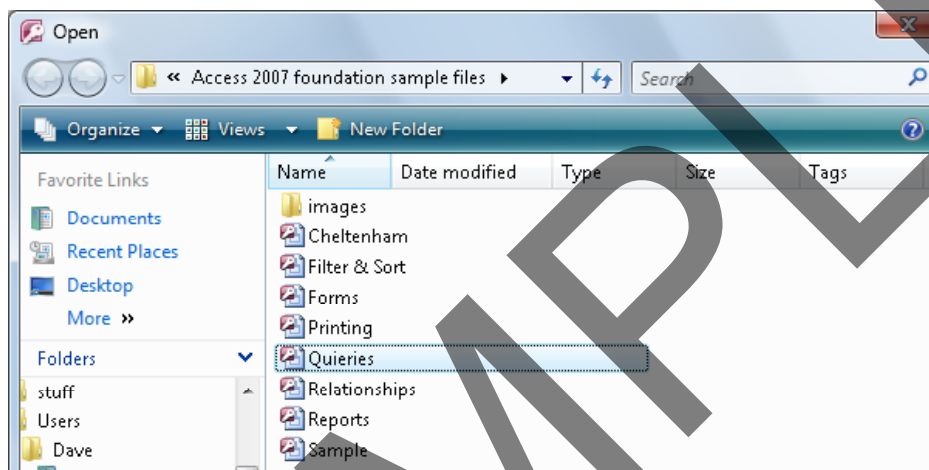 Open
« Access 2007 foundation sample files
Search
Organize Views New Folder
Favorite Links
Documents
Recent Places
Desktop
More »
Folders
stuff
Users
Dave
Name Date modified Type Size Tags
images
Cheltenham
Filter & Sort
Forms
Printing
Quieries
Relationships
Reports
Sample
MPL